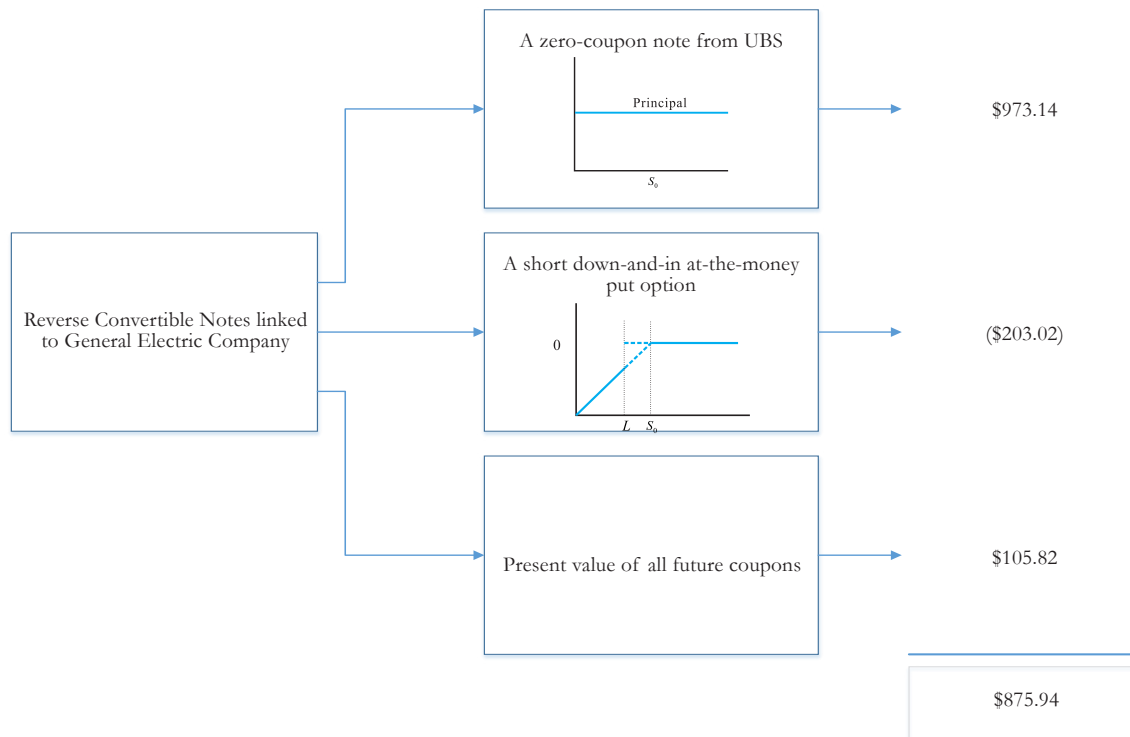 A zero-coupon note from UBS
Principal
S₀
$973.14
Reverse Convertible Notes linked
to General Electric Company
A short down-and-in at-the-money
put option
0
L S₀
($203.02)
Present value of all future coupons
$105.82
$875.94